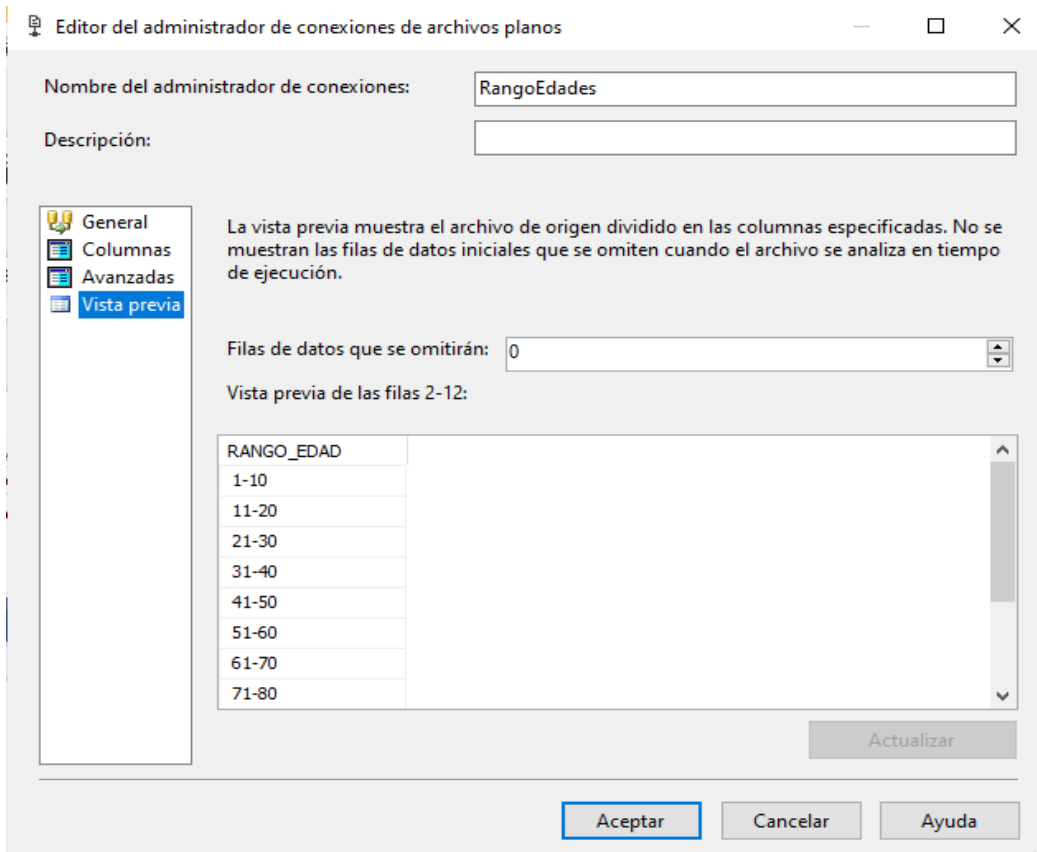 Editor del administrador de conexiones de archivos planos
Nombre del administrador de conexiones: RangoEdades
Descripción:
General
Columnas
Avanzadas
Vista previa
La vista previa muestra el archivo de origen dividido en las columnas especificadas. No se
muestran las filas de datos iniciales que se omiten cuando el archivo se analiza en tiempo
de ejecución.
Filas de datos que se omitirán: 0
Vista previa de las filas 2-12:
RANGO_EDAD
1-10
11-20
21-30
31-40
41-50
51-60
61-70
71-80
Actualizar
Aceptar Cancelar Ayuda